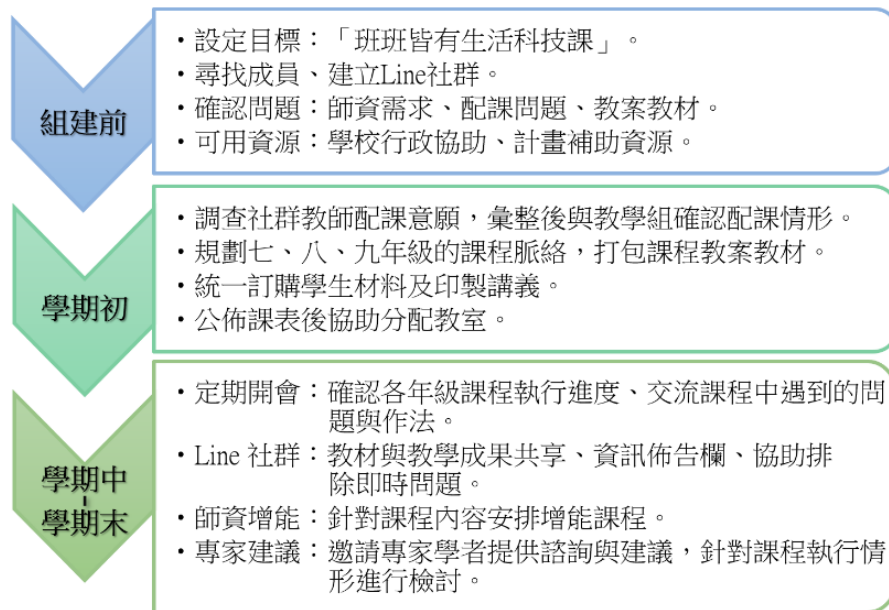 組建前
・設定目標：「班班皆有生活科技課」。
・尋找成員、建立Line社群。
・確認問題：師資需求、配課問題、教案教材。
・可用資源：學校行政協助、計畫補助資源。
學期初
・調查社群教師配課意願，彙整後與教學組確認配課情形。
・規劃七、八、九年級的課程脈絡，打包課程教案教材。
・統一訂購學生材料及印製講義。
・公佈課表後協助分配教室。
學期中
-
學期末
・定期開會：確認各年級課程執行進度、交流課程中遇到的問
題與作法。
・Line 社群：教材與教學成果共享、資訊佈告欄、協助排
除即時問題。
・師資增能：針對課程內容安排增能課程。
・專家建議：邀請專家學者提供諮詢與建議，針對課程執行情
形進行檢討。